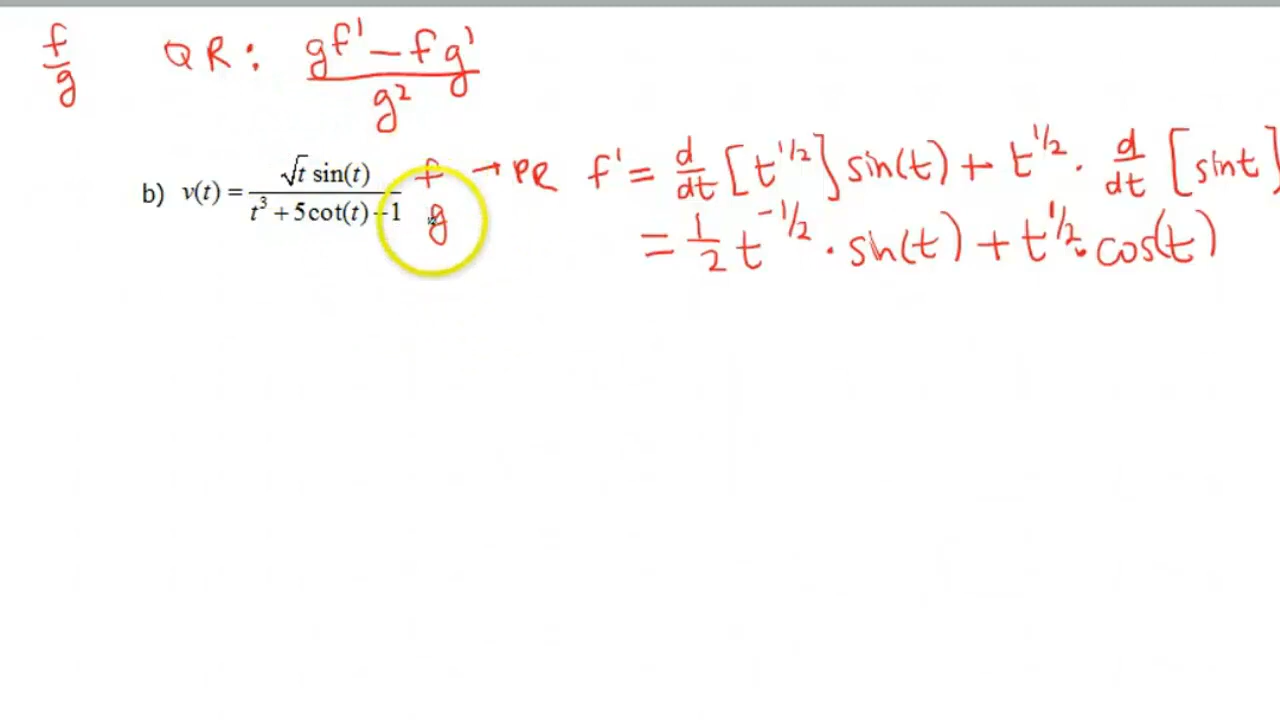 f/g QR: (gf' - fg')/g²
b) v(t) = (√t sin(t))/(t³ + 5cot(t) - 1) f/g → PR f' = d/dt [t^1/2] sin(t) + t^1/2 · d/dt [sint]
= 1/2 t^-1/2 · sin(t) + t^1/2 · cos(t)